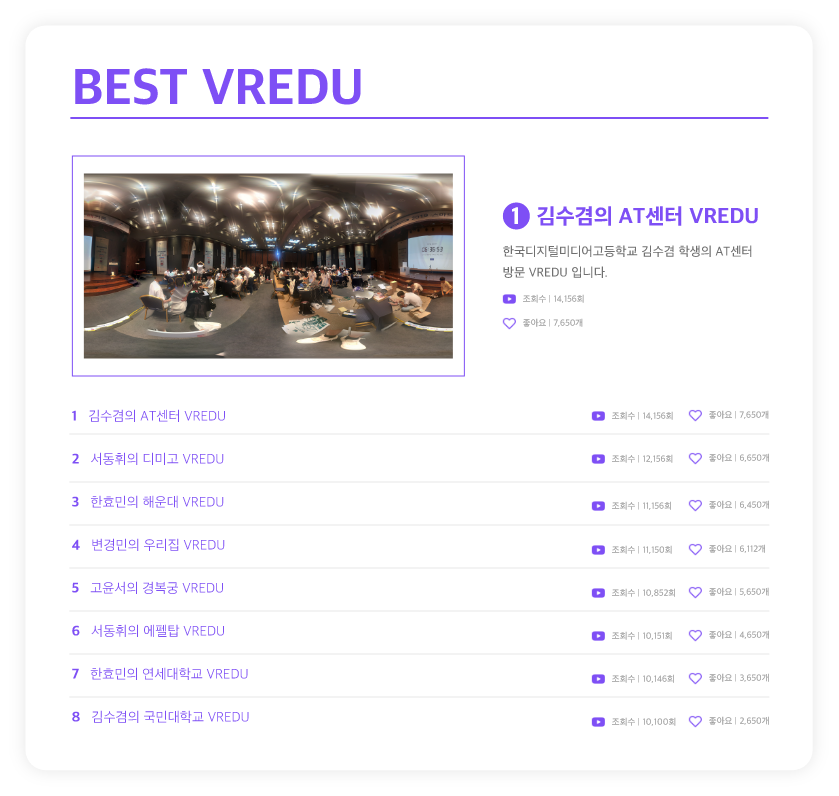 BEST VREDU
1 김수겸의 AT센터 VREDU
한국디지털미디어고등학교 김수겸 학생의 AT센터
방문 VREDU 입니다.
조회수 | 14,156회
좋아요 | 7,650개
1 김수겸의 AT센터 VREDU 조회수 | 14,156회 좋아요 | 7,650개
2 서동휘의 디미고 VREDU 조회수 | 12,156회 좋아요 | 6,650개
3 한효민의 해운대 VREDU 조회수 | 11,156회 좋아요 | 6,450개
4 변경민의 우리집 VREDU 조회수 | 11,150회 좋아요 | 6,112개
5 고윤서의 경복궁 VREDU 조회수 | 10,852회 좋아요 | 5,650개
6 서동휘의 에펠탑 VREDU 조회수 | 10,151회 좋아요 | 4,650개
7 한효민의 연세대학교 VREDU 조회수 | 10,146회 좋아요 | 3,650개
8 김수겸의 국민대학교 VREDU 조회수 | 10,100회 좋아요 | 2,650개